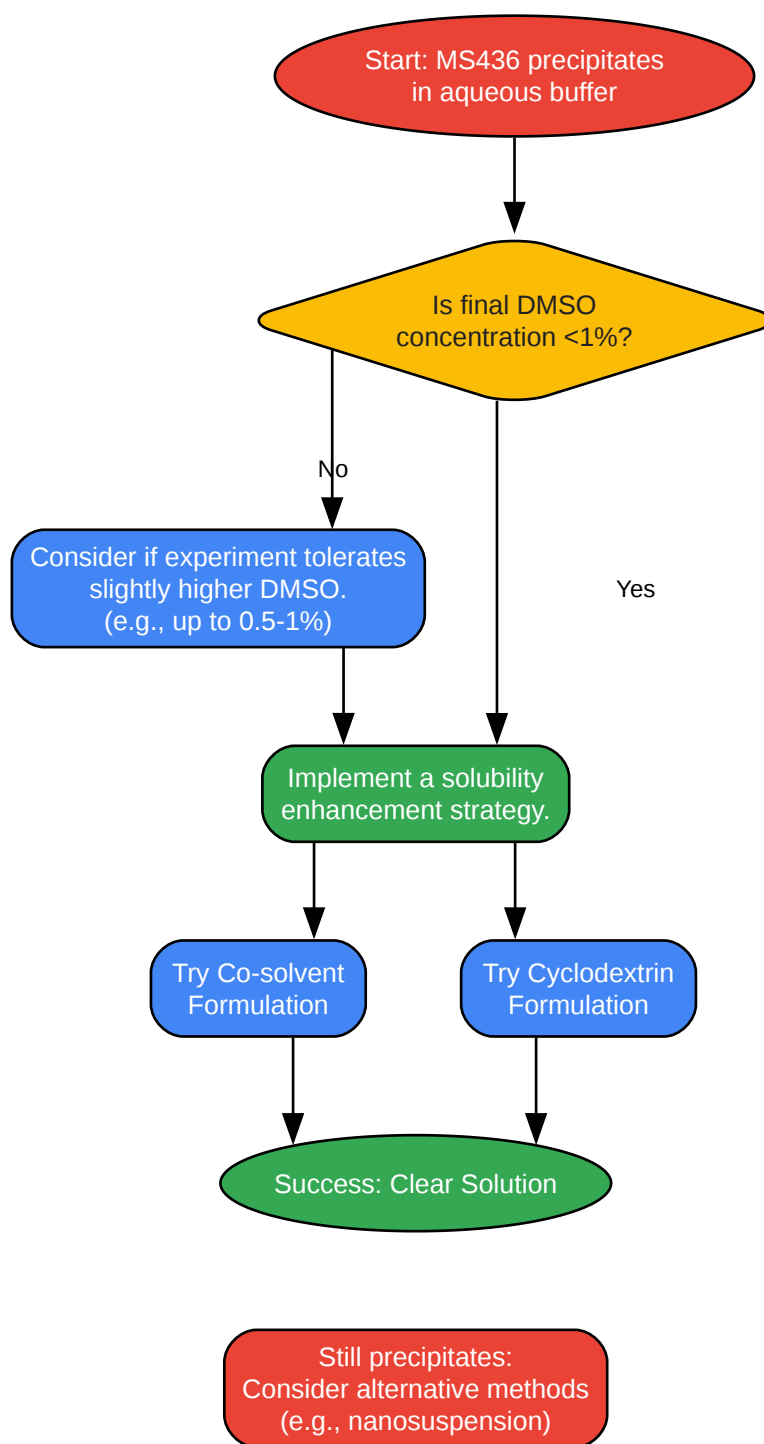 Start: MS436 precipitates
in aqueous buffer
Is final DMSO
concentration <1%?
No
Consider if experiment tolerates
slightly higher DMSO.
(e.g., up to 0.5-1%)
Yes
Implement a solubility
enhancement strategy.
Try Co-solvent
Formulation
Try Cyclodextrin
Formulation
Success: Clear Solution
Still precipitates:
Consider alternative methods
(e.g., nanosuspension)